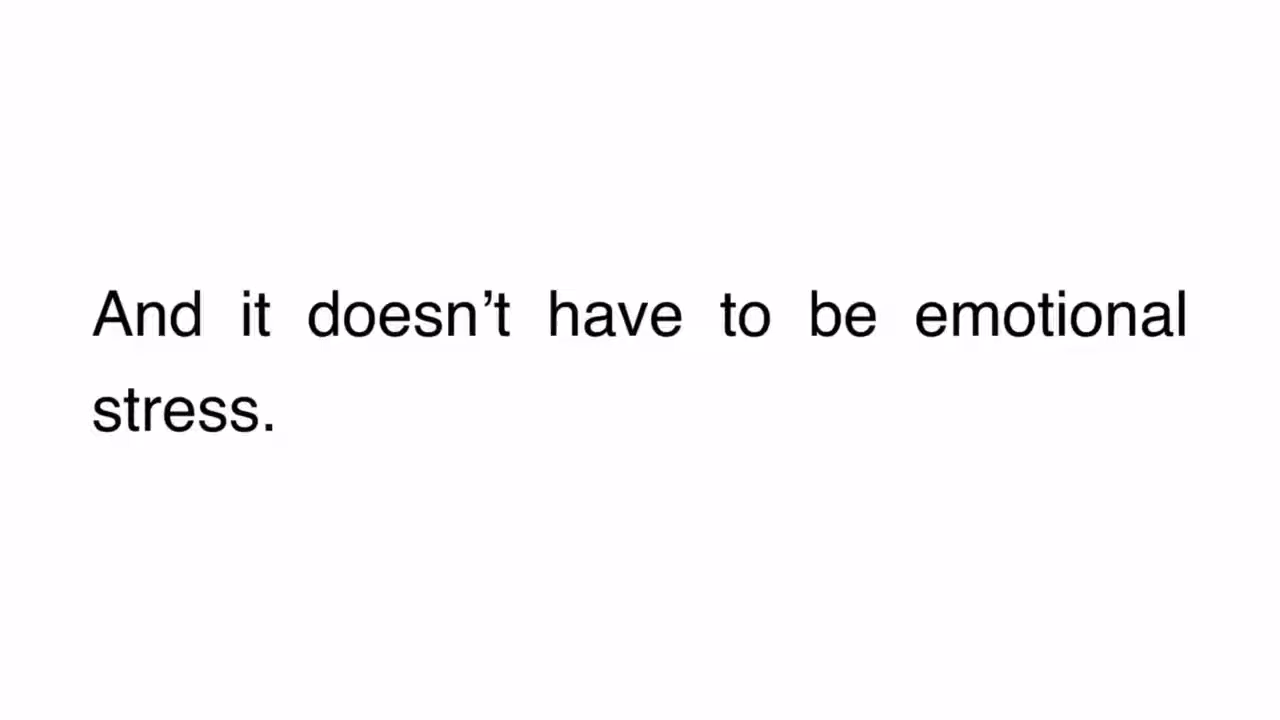 And it doesn’t have to be emotional
stress.